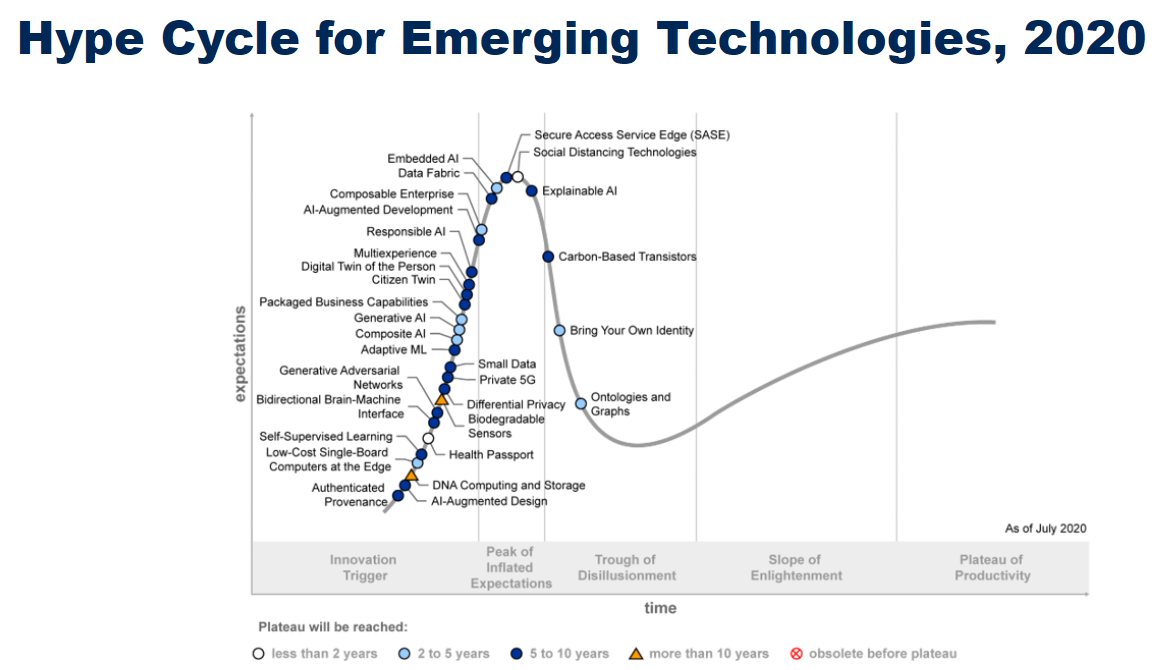 Hype Cycle for Emerging Technologies, 2020
Secure Access Service Edge (SASE)
Social Distancing Technologies
Embedded AI
Data Fabric
Explainable AI
Composable Enterprise
AI-Augmented Development
Responsible AI
Multiexperience
Carbon-Based Transistors
Digital Twin of the Person
Citizen Twin
Packaged Business Capabilities
Generative AI
Bring Your Own Identity
Composite AI
Adaptive ML
Small Data
Generative Adversarial
Networks
Private 5G
Bidirectional Brain-Machine
Interface
Differential Privacy
Biodegradable
Sensors
Ontologies and
Graphs
Self-Supervised Learning
Health Passport
Low-Cost Single-Board
Computers at the Edge
DNA Computing and Storage
Authenticated
Provenance
AI-Augmented Design
expectations
As of July 2020
Innovation
Trigger
Peak of
Inflated
Expectations
Trough of
Disillusionment
Slope of
Enlightenment
Plateau of
Productivity
time
Plateau will be reached:
less than 2 years 2 to 5 years 5 to 10 years more than 10 years obsolete before plateau